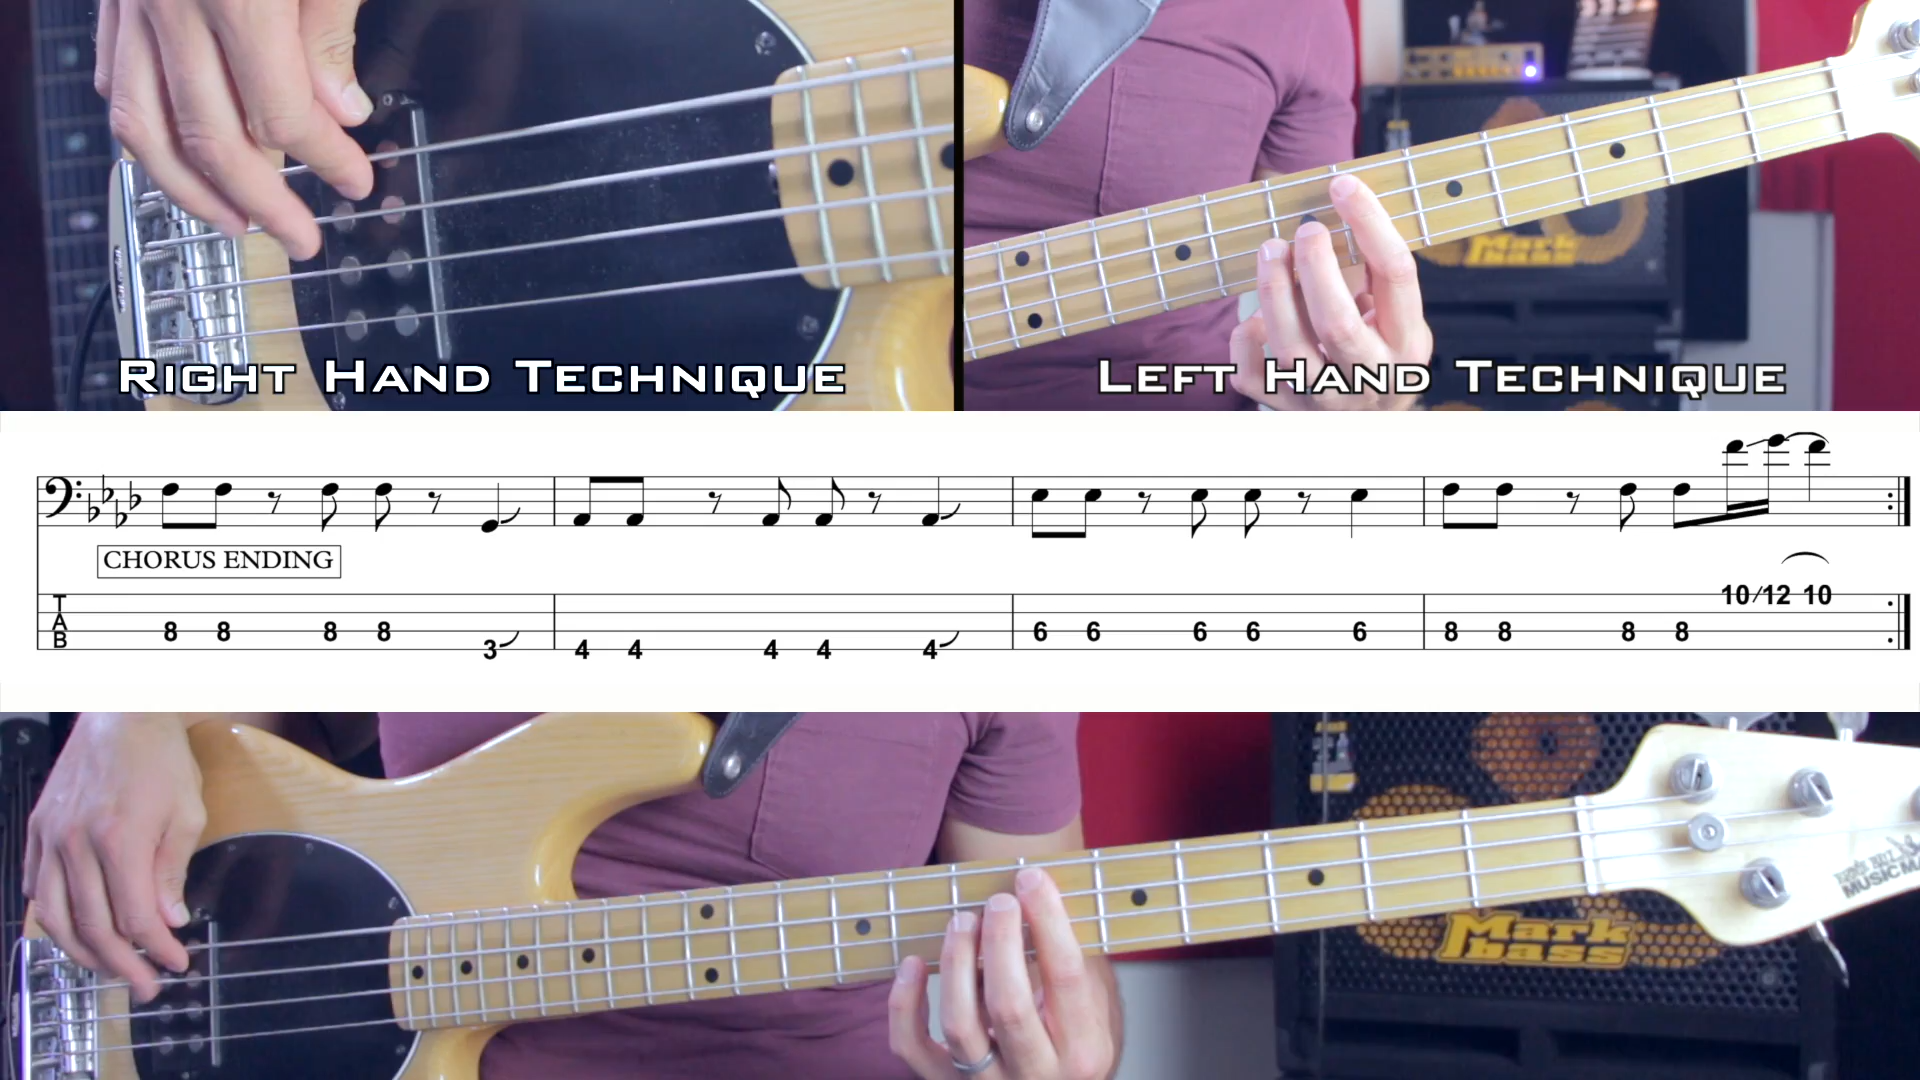 RIGHT HAND TECHNIQUE
LEFT HAND TECHNIQUE
Mark
bass
CHORUS ENDING
T
A
B
10/12 10
8 8 8 8 6 6 6 6 6 8 8 8 8
3 4 4 4 4 4
Mark
bass
MUSIC MA